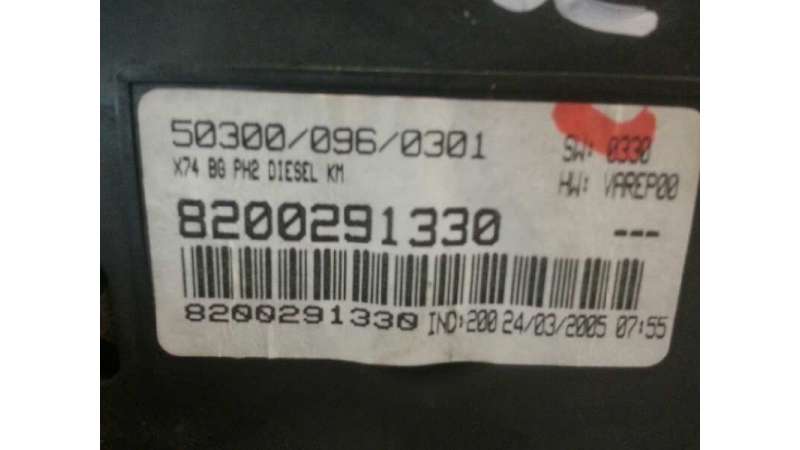 50300/096/0301
SW: 0330
X74 BG PH2 DIESEL KM
HW: VAREP00
8200291330 ---
8200291330 IND:200 24/03/2005 07:55